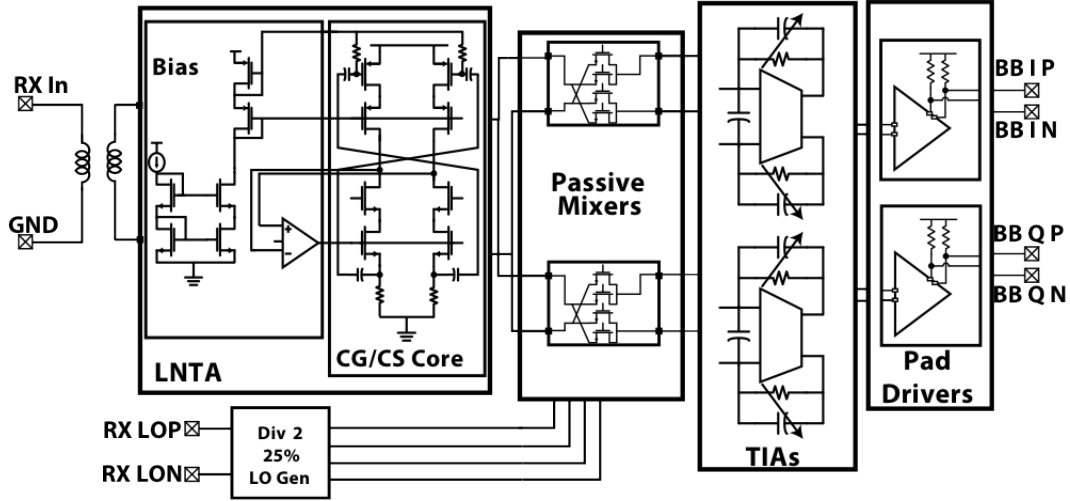 RX In
GND
Bias
+
−
LNTA
CG/CS Core
Passive
Mixers
TIAs
Pad
Drivers
BB I P
BB I N
BB Q P
BB Q N
RX LOP
RX LON
Div 2
25%
LO Gen